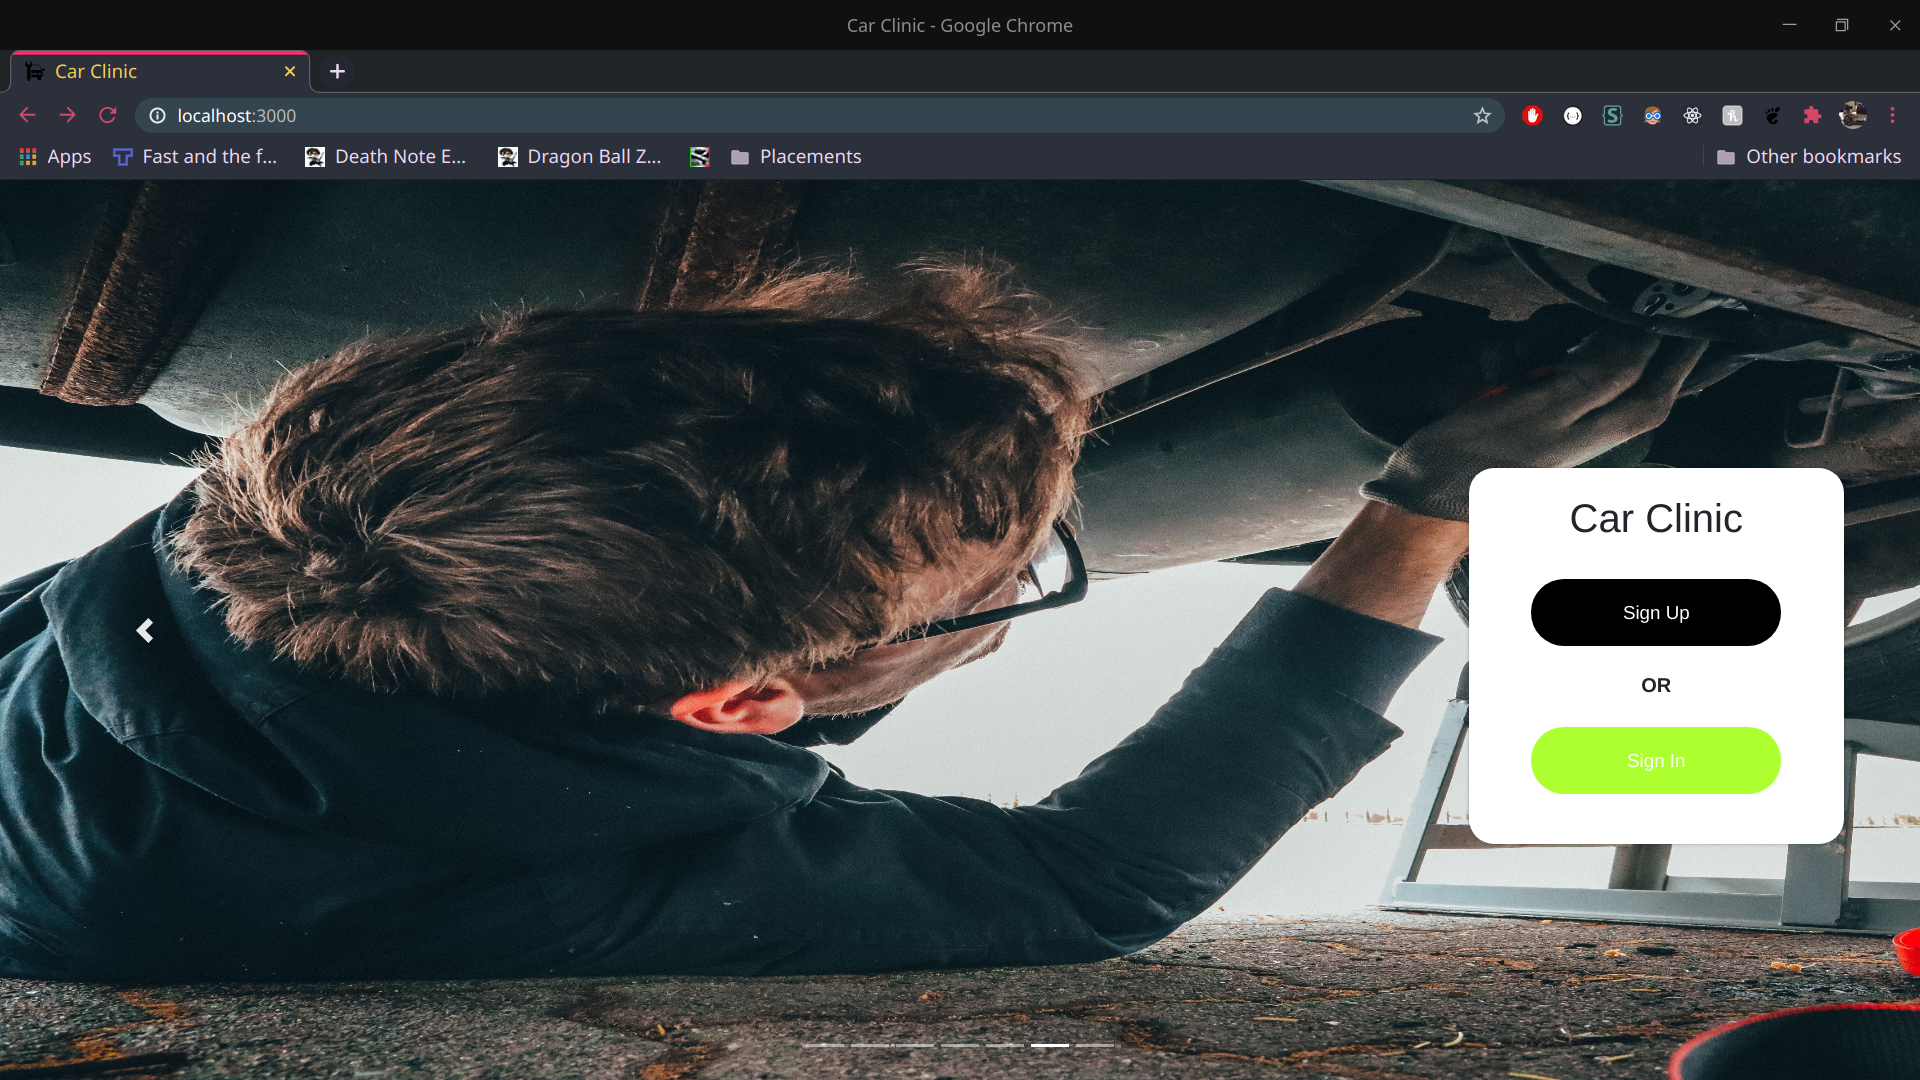 Car Clinic - Google Chrome
Car Clinic
localhost:3000
Apps
Fast and the f...
Death Note E...
Dragon Ball Z...
Placements
Other bookmarks
Car Clinic
Sign Up
OR
Sign In